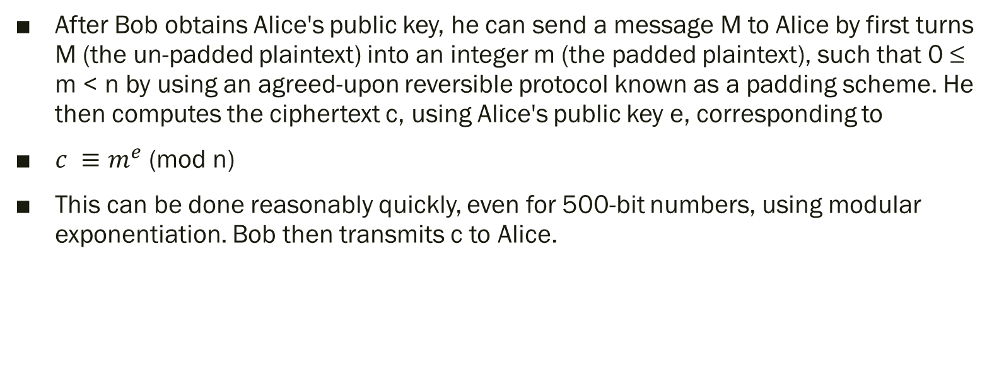 ■ After Bob obtains Alice's public key, he can send a message M to Alice by first turns
M (the un-padded plaintext) into an integer m (the padded plaintext), such that 0 ≤
m < n by using an agreed-upon reversible protocol known as a padding scheme. He
then computes the ciphertext c, using Alice's public key e, corresponding to
■ c ≡ mᵉ (mod n)
■ This can be done reasonably quickly, even for 500-bit numbers, using modular
exponentiation. Bob then transmits c to Alice.